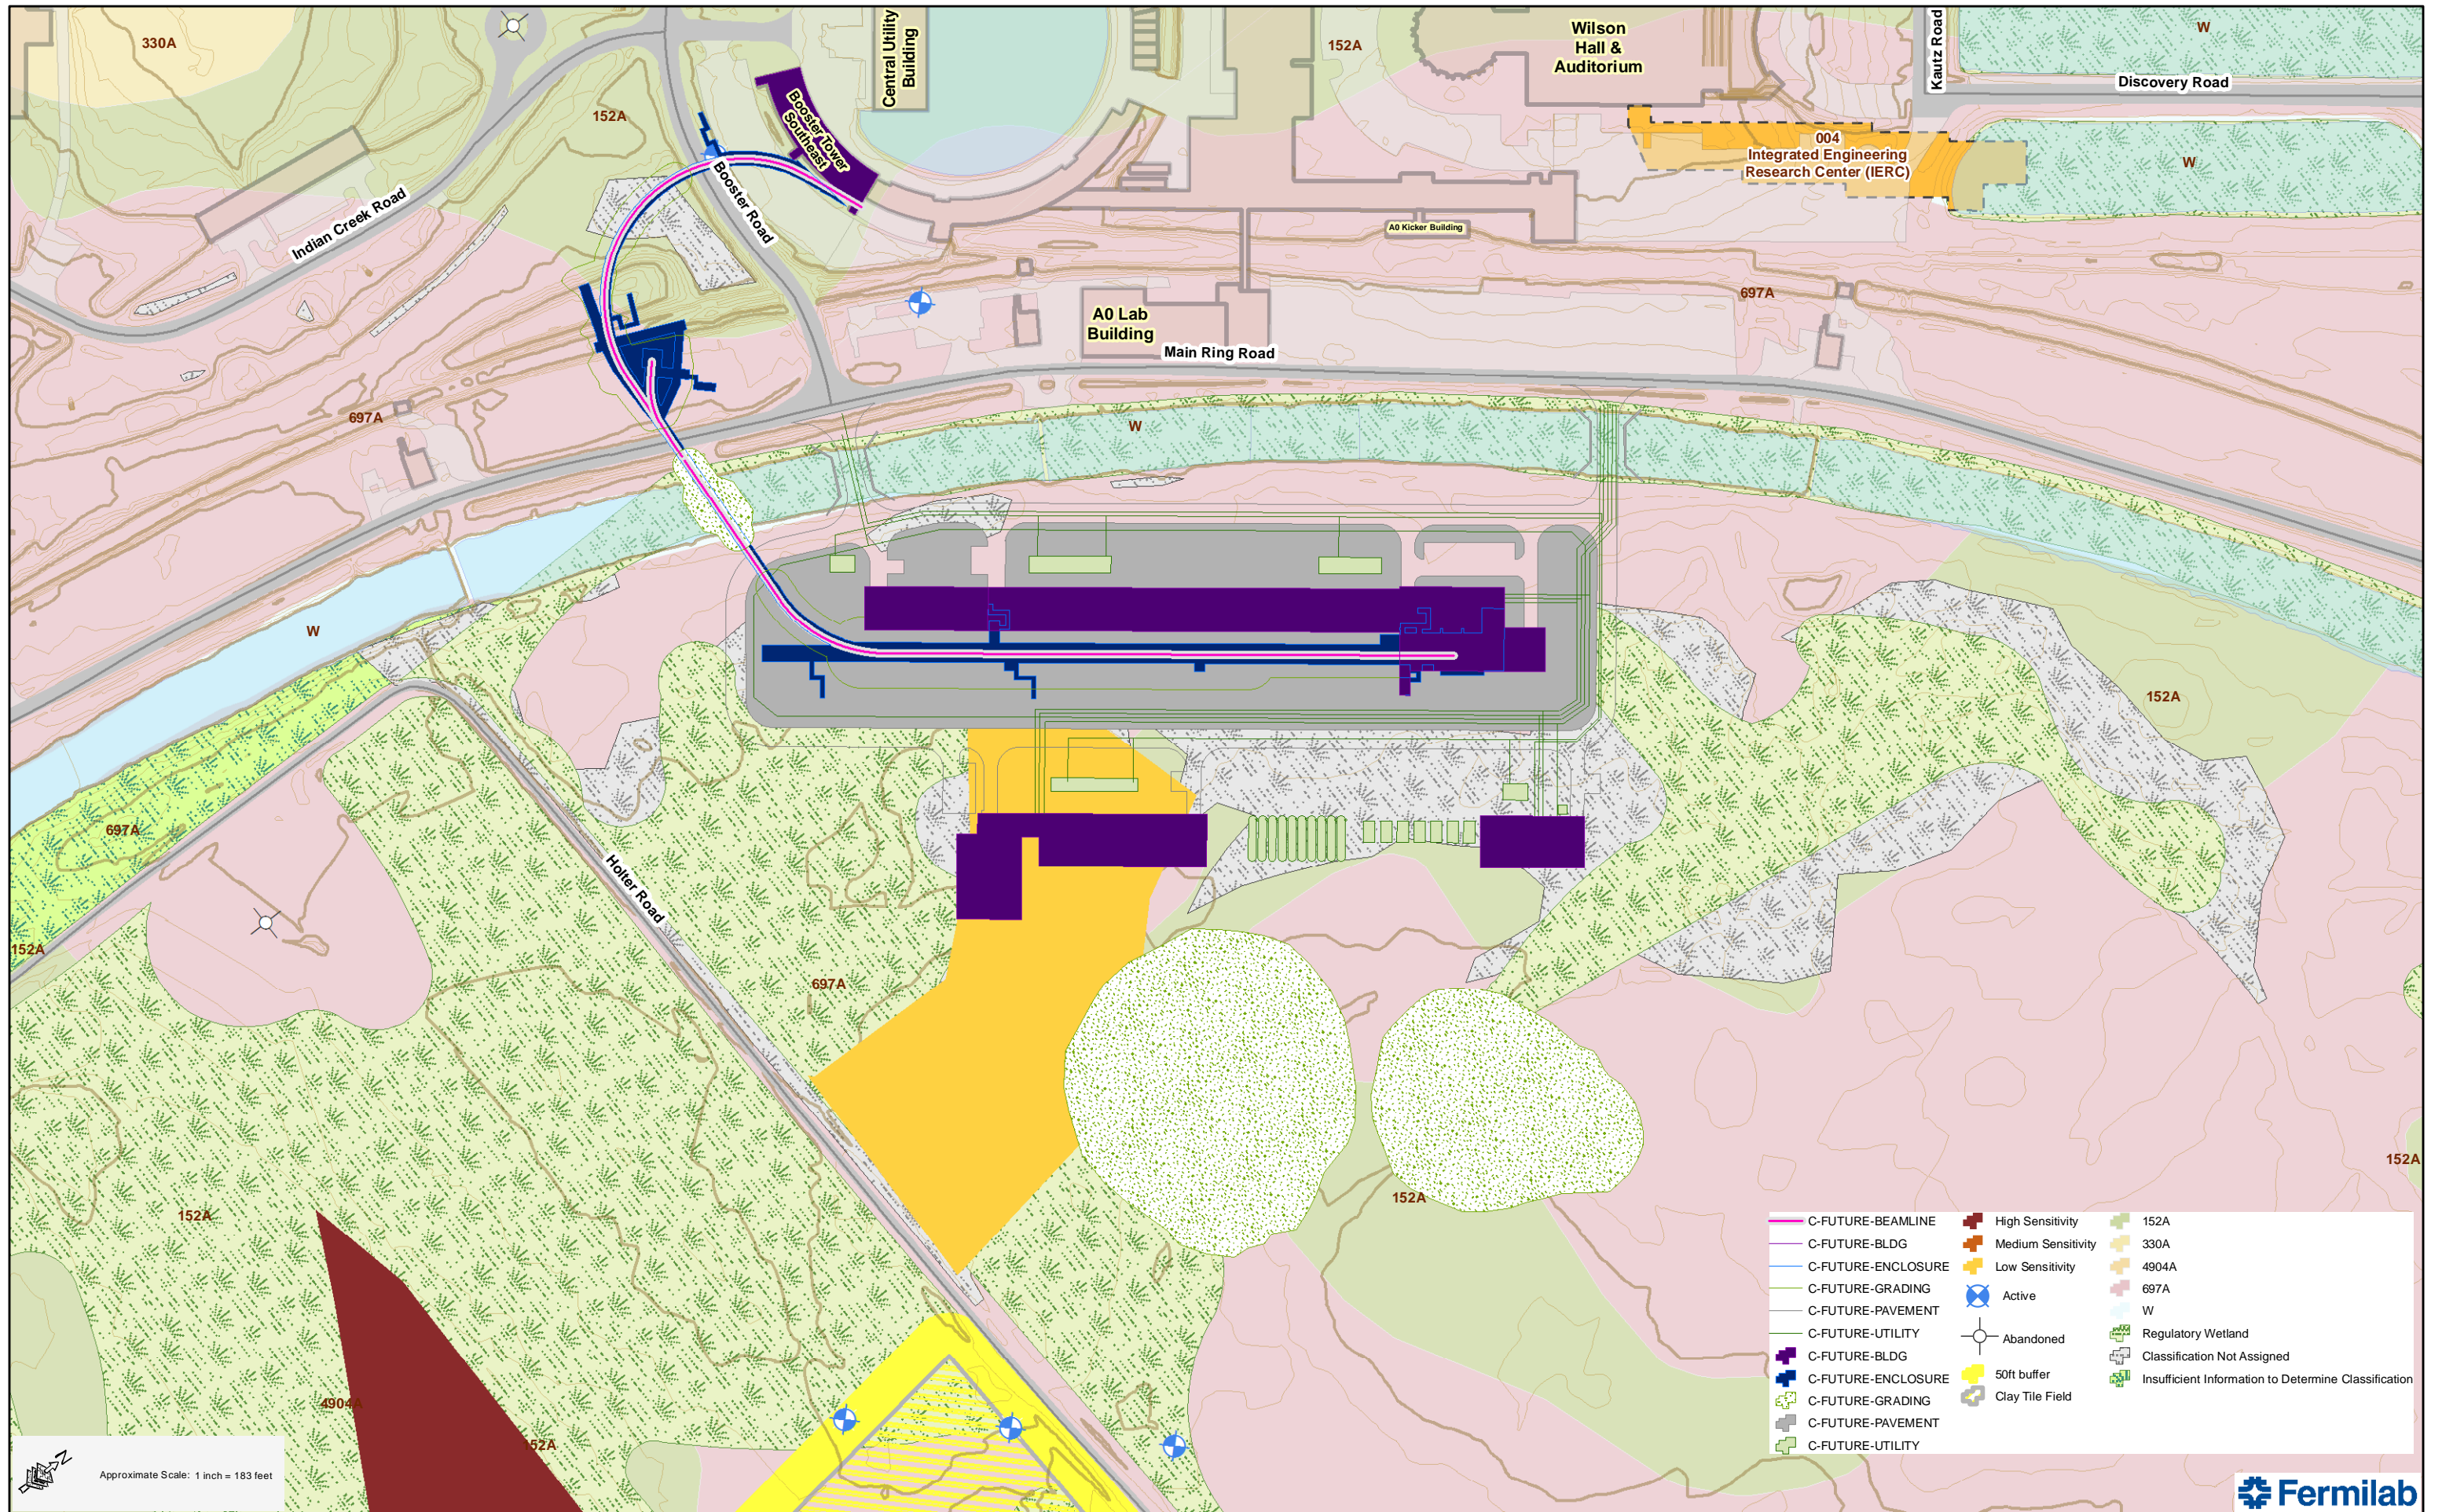 330A
Central Utility
Building
152A
Wilson
Hall &
Auditorium
Kautz Road
W
Discovery Road
152A
Booster Tower
Southeast
004
Integrated Engineering
Research Center (IERC)
W
Indian Creek Road
Booster Road
A0 Kicker Building
697A
A0 Lab
Building
Main Ring Road
697A
W
W
152A
697A
Holter Road
152A
697A
152A
152A
152A
4904A
152A
C-FUTURE-BEAMLINE
C-FUTURE-BLDG
C-FUTURE-ENCLOSURE
C-FUTURE-GRADING
C-FUTURE-PAVEMENT
C-FUTURE-UTILITY
C-FUTURE-BLDG
C-FUTURE-ENCLOSURE
C-FUTURE-GRADING
C-FUTURE-PAVEMENT
C-FUTURE-UTILITY
High Sensitivity
Medium Sensitivity
Low Sensitivity
Active
Abandoned
50ft buffer
Clay Tile Field
152A
330A
4904A
697A
W
Regulatory Wetland
Classification Not Assigned
Insufficient Information to Determine Classification
N
Approximate Scale: 1 inch = 183 feet
Fermilab